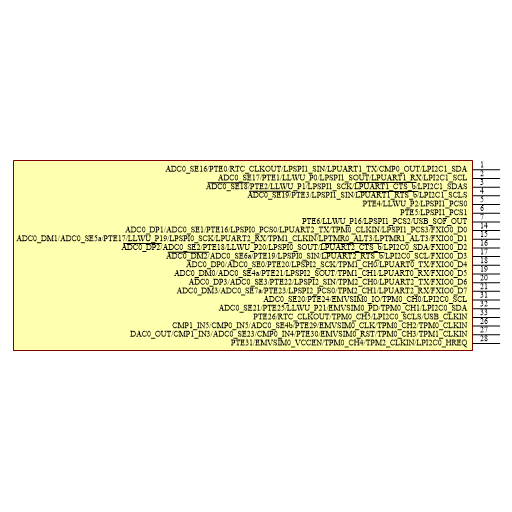 ADC0_SE16/PTE0/RTC_CLKOUT/LPSPI1_SIN/LPUART1_TX/CMP0_OUT/LPI2C1_SDA 1
ADC0_SE17/PTE1/LLWU_P0/LPSPI1_SOUT/LPUART1_RX/LPI2C1_SCL 2
ADC0_SE18/PTE2/LLWU_P1/LPSPI1_SCK/LPUART1_CTS_b/LPI2C1_SDAS 3
ADC0_SE19/PTE3/LPSPI1_SIN/LPUART1_RTS_b/LPI2C1_SCLS 4
PTE4/LLWU_P2/LPSPI1_PCS0 5
PTE5/LPSPI1_PCS1 6
PTE6/LLWU_P16/LPSPI1_PCS2/USB_SOF_OUT 7
ADC0_DP1/ADC0_SE1/PTE16/LPSPI0_PCS0/LPUART2_TX/TPM0_CLKIN/LPSPI1_PCS3/FXIO0_D0 14
ADC0_DM1/ADC0_SE5a/PTE17/LLWU_P19/LPSPI0_SCK/LPUART2_RX/TPM1_CLKIN/LPTMR0_ALT3/LPTMR1_ALT3/FXIO0_D1 15
ADC0_DP2/ADC0_SE2/PTE18/LLWU_P20/LPSPI0_SOUT/LPUART2_CTS_b/LPI2C0_SDA/FXIO0_D2 16
ADC0_DM2/ADC0_SE6a/PTE19/LPSPI0_SIN/LPUART2_RTS_b/LPI2C0_SCL/FXIO0_D3 17
ADC0_DP0/ADC0_SE0/PTE20/LPSPI2_SCK/TPM1_CH0/LPUART0_TX/FXIO0_D4 18
ADC0_DM0/ADC0_SE4a/PTE21/LPSPI2_SOUT/TPM1_CH1/LPUART0_RX/FXIO0_D5 19
ADC0_DP3/ADC0_SE3/PTE22/LPSPI2_SIN/TPM2_CH0/LPUART2_TX/FXIO0_D6 20
ADC0_DM3/ADC0_SE7a/PTE23/LPSPI2_PCS0/TPM2_CH1/LPUART2_RX/FXIO0_D7 21
ADC0_SE20/PTE24/EMVSIM0_IO/TPM0_CH0/LPI2C0_SCL 31
ADC0_SE21/PTE25/LLWU_P21/EMVSIM0_PD/TPM0_CH1/LPI2C0_SDA 32
PTE26/RTC_CLKOUT/TPM0_CH5/LPI2C0_SCLS/USB_CLKIN 33
CMP1_IN5/CMP0_IN5/ADC0_SE4b/PTE29/EMVSIM0_CLK/TPM0_CH2/TPM0_CLKIN 26
DAC0_OUT/CMP1_IN3/ADC0_SE23/CMP0_IN4/PTE30/EMVSIM0_RST/TPM0_CH3/TPM1_CLKIN 27
PTE31/EMVSIM0_VCCEN/TPM0_CH4/TPM2_CLKIN/LPI2C0_HREQ 28